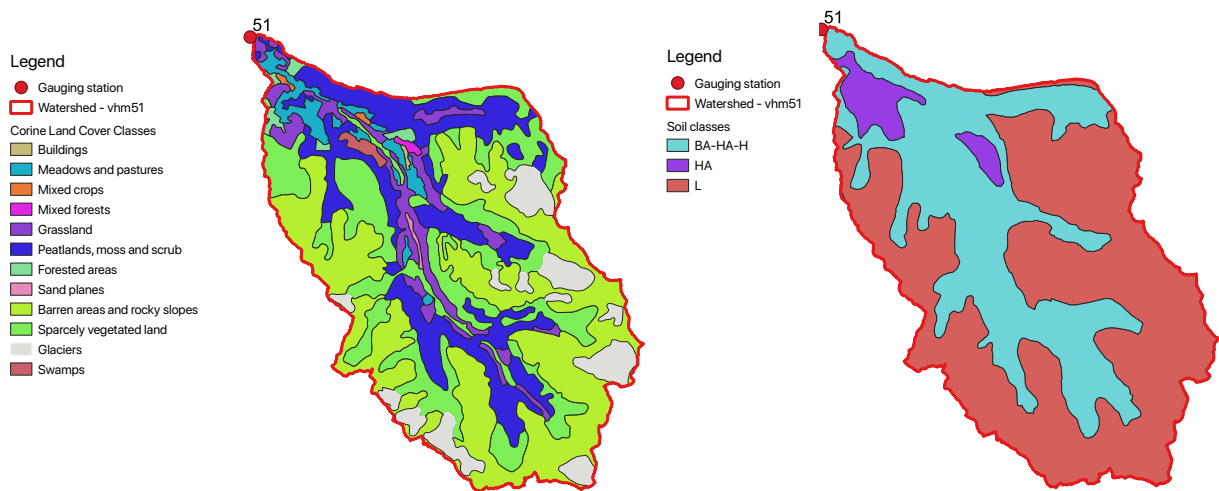 51
Legend
Gauging station
Watershed - vhm51
Corine Land Cover Classes
Buildings
Meadows and pastures
Mixed crops
Mixed forests
Grassland
Peatlands, moss and scrub
Forested areas
Sand planes
Barren areas and rocky slopes
Sparcely vegetated land
Glaciers
Swamps
51
Legend
Gauging station
Watershed - vhm51
Soil classes
BA-HA-H
HA
L